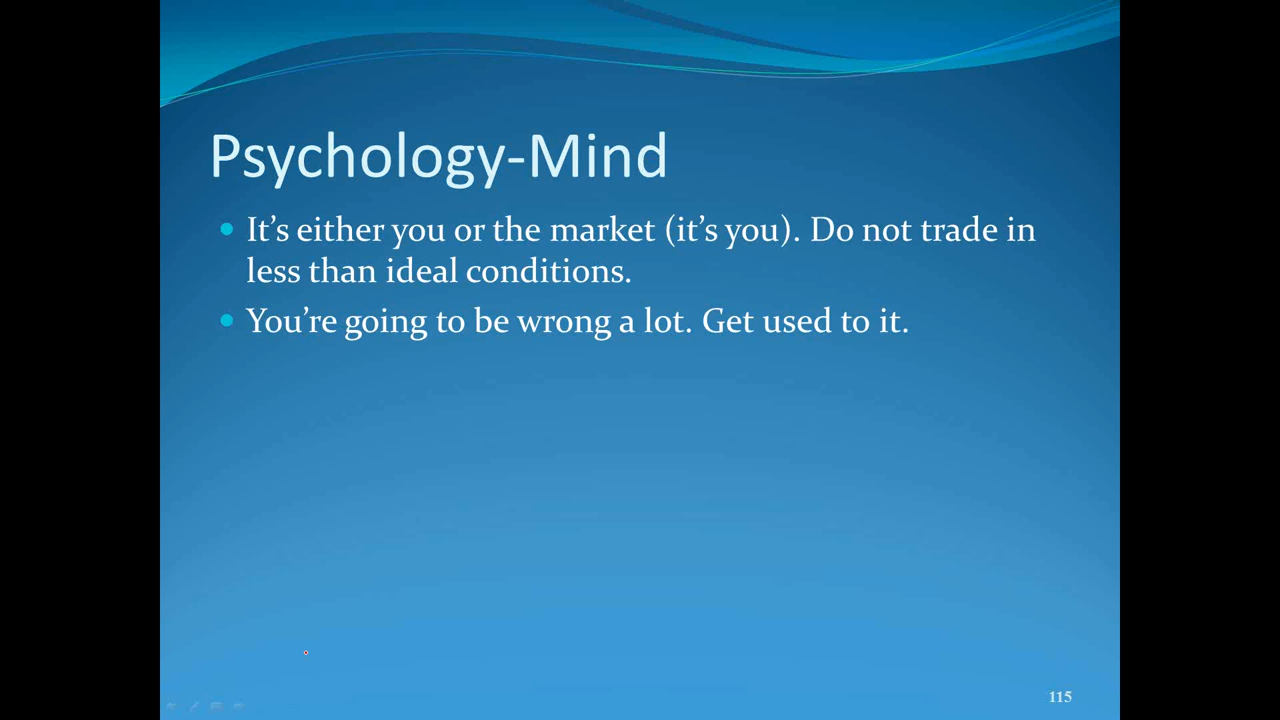 Psychology-Mind
• It’s either you or the market (it’s you). Do not trade in
less than ideal conditions.
• You’re going to be wrong a lot. Get used to it.
115